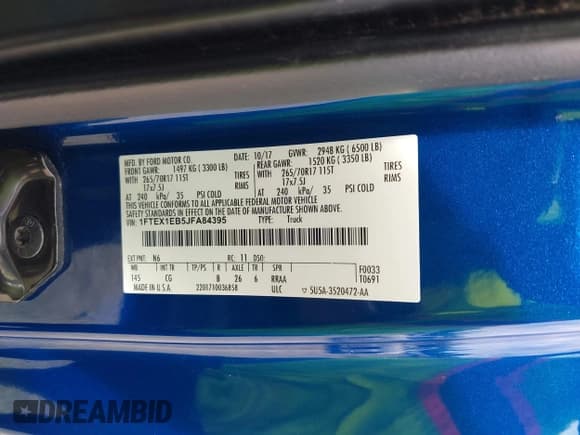 MFD. BY FORD MOTOR CO. DATE: 10/17 GVWR: 2948 KG ( 6500 LB)
FRONT GAWR: 1497 KG ( 3300 LB) REAR GAWR: 1520 KG ( 3350 LB)
WITH TIRES WITH TIRES
265/70R17 115T 265/70R17 115T
17x7.5J RIMS 17x7.5J RIMS
AT 240 kPa/ 35 PSI COLD AT 240 kPa/ 35 PSI COLD
THIS VEHICLE CONFORMS TO ALL APPLICABLE FEDERAL MOTOR VEHICLE
SAFETY STANDARDS IN EFFECT ON THE DATE OF MANUFACTURE SHOWN ABOVE.
VIN: 1FTEX1EB5JFA84395 TYPE: Truck
EXT PNT: N6 RC: 11 DSO: F0033
WB INT TR TP/PS R AXLE TR SPR T0691
145 CG B 26 6 RRAA
MADE IN U.S.A. 2201710036858 ULC ▽ 5U5A-3520472-AA
DREAMBID